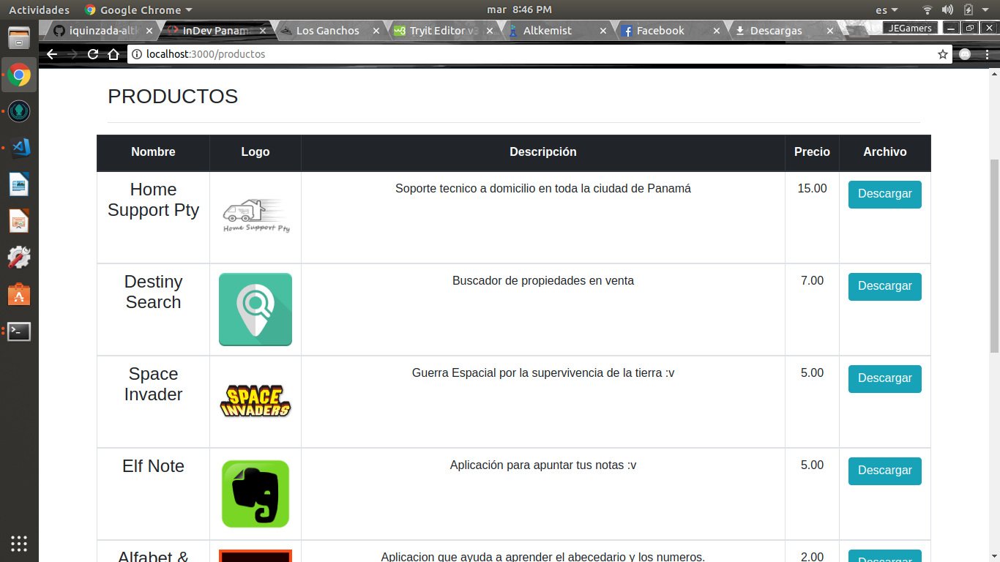 Actividades
Google Chrome
mar 8:46 PM
es
iquinzada-altk
InDev Panam
Los Ganchos
Tryit Editor v3
Altkemist
Facebook
Descargas
JEGamers
localhost:3000/productos
PRODUCTOS
Nombre Logo Descripción Precio Archivo
Home Support Pty
Home Support Pty
Soporte tecnico a domicilio en toda la ciudad de Panamá
15.00
Descargar
Destiny Search
Buscador de propiedades en venta
7.00
Descargar
Space Invader
SPACE INVADERS
Guerra Espacial por la supervivencia de la tierra :v
5.00
Descargar
Elf Note
Aplicación para apuntar tus notas :v
5.00
Descargar
Alfabet &
Aplicacion que ayuda a aprender el abecedario y los numeros.
2.00
Descargar